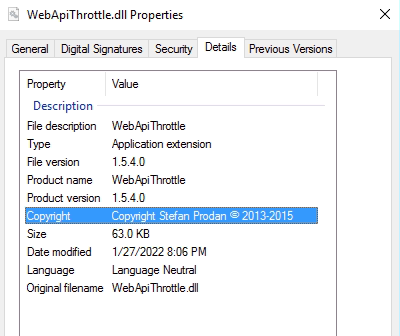 WebApiThrottle.dll Properties
General Digital Signatures Security Details Previous Versions
Property Value
Description
File description WebApiThrottle
Type Application extension
File version 1.5.4.0
Product name WebApiThrottle
Product version 1.5.4.0
Copyright Copyright Stefan Prodan © 2013-2015
Size 63.0 KB
Date modified 1/27/2022 8:06 PM
Language Language Neutral
Original filename WebApiThrottle.dll